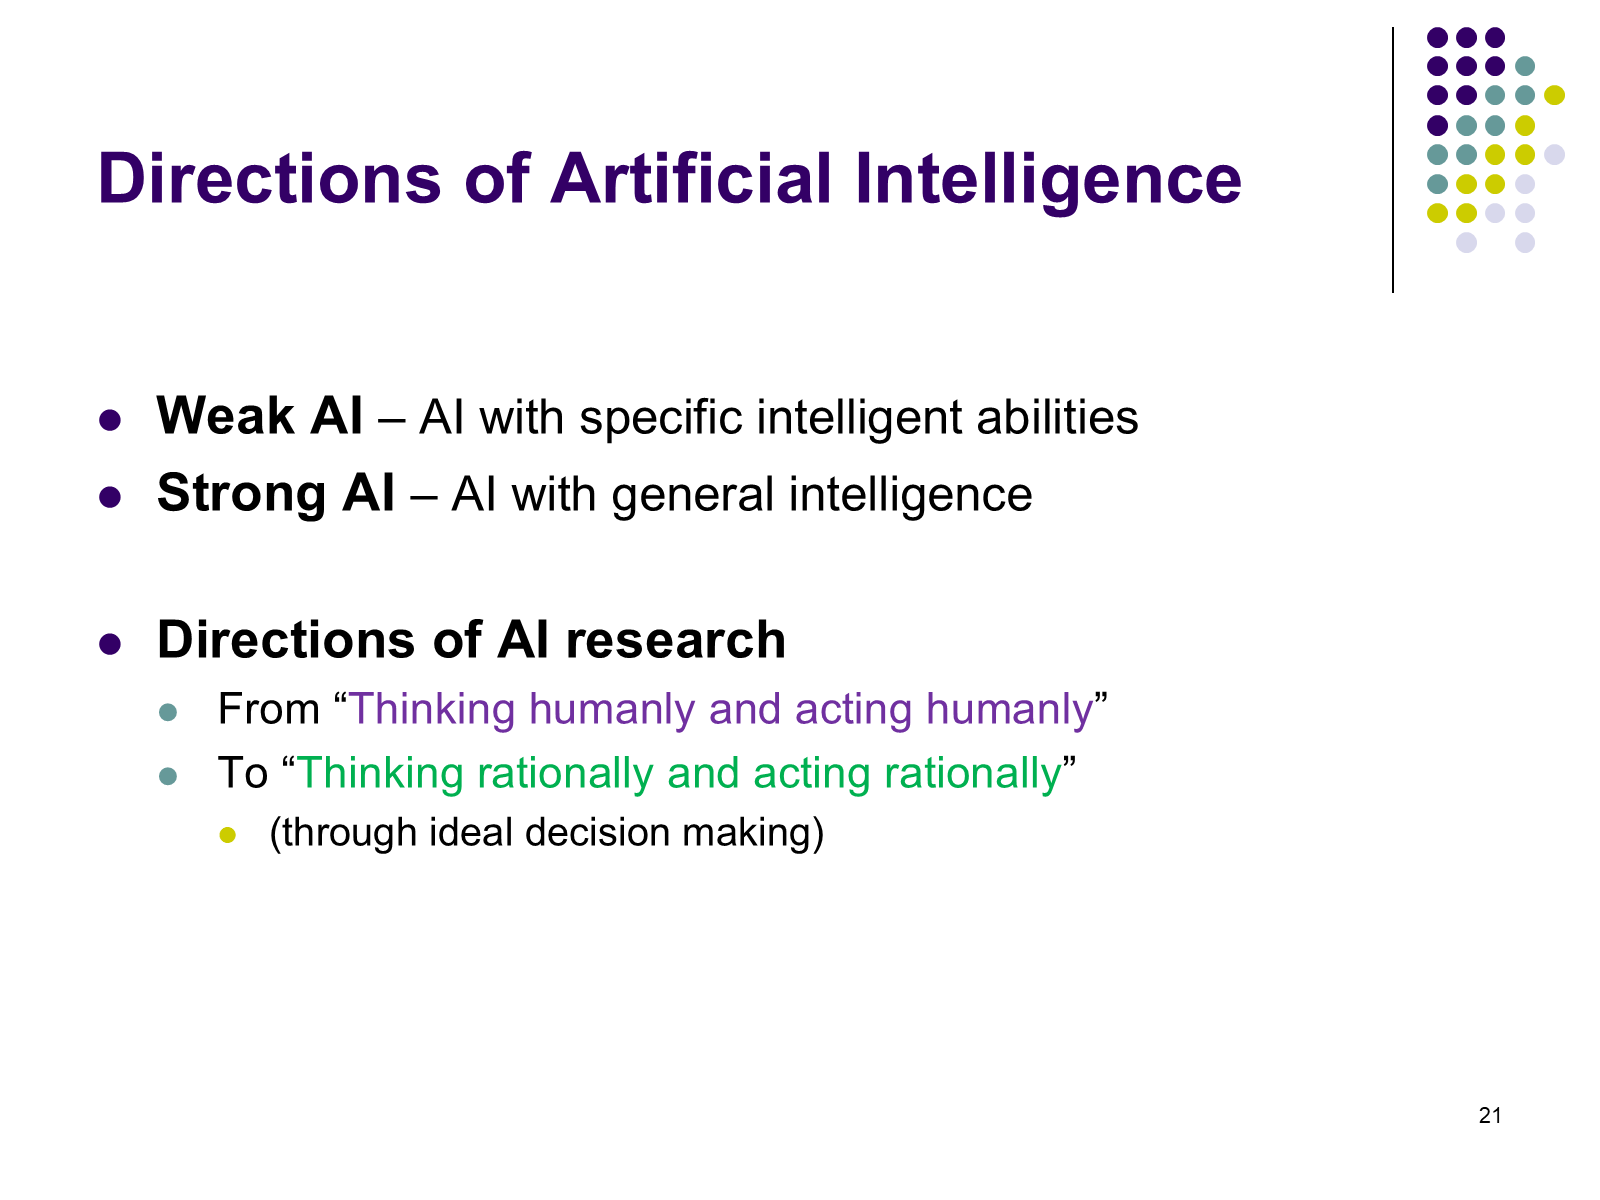 Directions of Artificial Intelligence
Weak AI – AI with specific intelligent abilities
Strong AI – AI with general intelligence
Directions of AI research
From “Thinking humanly and acting humanly”
To “Thinking rationally and acting rationally”
(through ideal decision making)
21